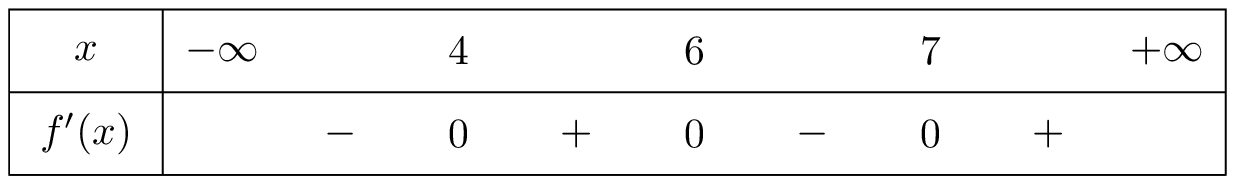 x −∞ 4 6 7 +∞
f′(x) − 0 + 0 − 0 +